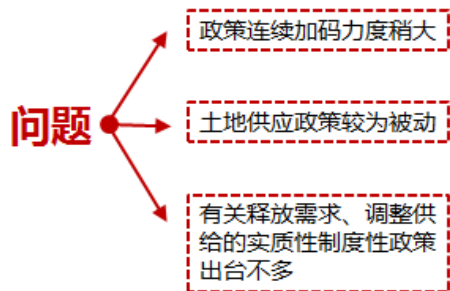 政策连续加码力度稍大
问题
土地供应政策较为被动
有关释放需求、调整供
给的实质性制度性政策
出台不多